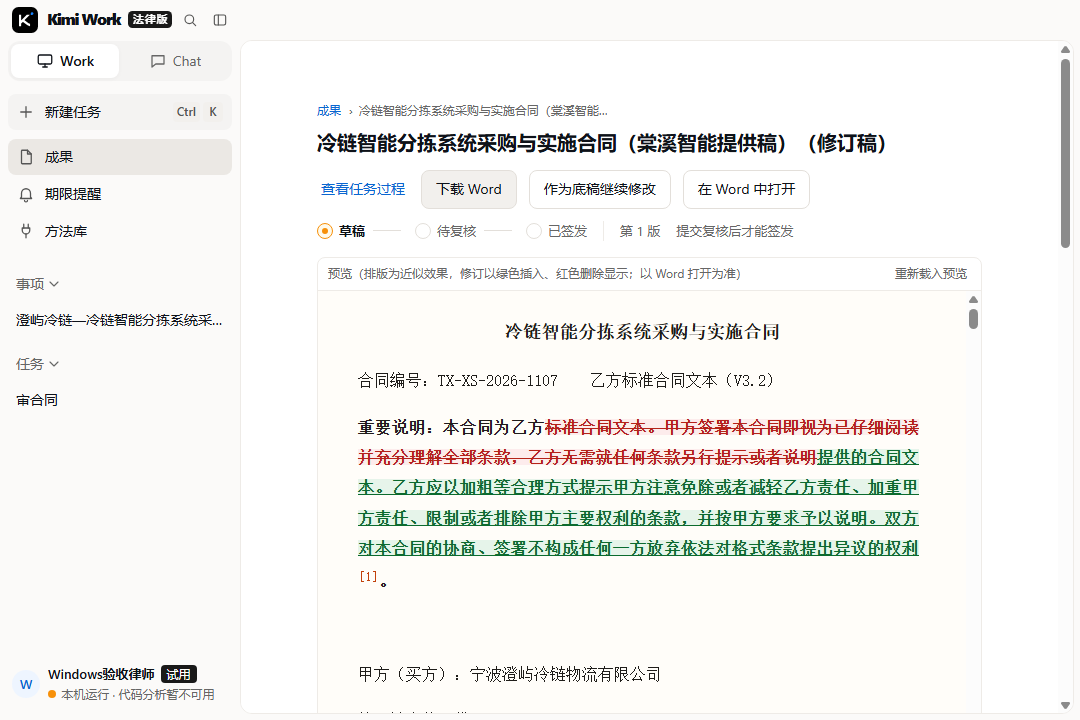 Kimi Work 法律版
Work
Chat
新建任务 Ctrl K
成果
期限提醒
方法库
事项
澄屿冷链—冷链智能分拣系统采...
任务
审合同
Windows验收律师 试用
W
本机运行 · 代码分析暂不可用
成果 › 冷链智能分拣系统采购与实施合同（棠溪智能...
冷链智能分拣系统采购与实施合同（棠溪智能提供稿）（修订稿）
查看任务过程 下载 Word 作为底稿继续修改 在 Word 中打开
草稿 待复核 已签发 第 1 版 提交复核后才能签发
预览（排版为近似效果，修订以绿色插入、红色删除显示；以 Word 打开为准） 重新载入预览
冷链智能分拣系统采购与实施合同
合同编号：TX-XS-2026-1107 乙方标准合同文本（V3.2）
重要说明：本合同为乙方标准合同文本。甲方签署本合同即视为已仔细阅读
并充分理解全部条款，乙方无需就任何条款另行提示或者说明提供的合同文
本。乙方应以加粗等合理方式提示甲方注意免除或者减轻乙方责任、加重甲
方责任、限制或者排除甲方主要权利的条款，并按甲方要求予以说明。双方
对本合同的协商、签署不构成任何一方放弃依法对格式条款提出异议的权利
[1]。
甲方（买方）：宁波澄屿冷链物流有限公司